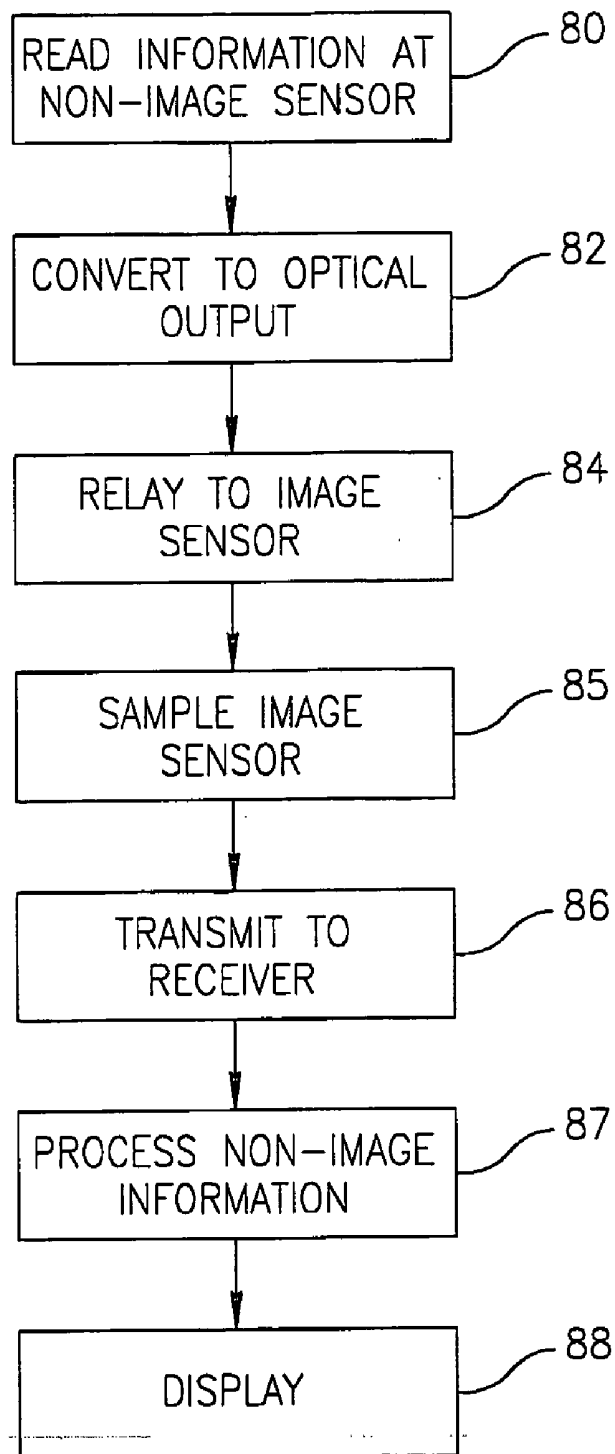 READ INFORMATION AT
NON-IMAGE SENSOR
80
CONVERT TO OPTICAL
OUTPUT
82
RELAY TO IMAGE
SENSOR
84
SAMPLE IMAGE
SENSOR
85
TRANSMIT TO
RECEIVER
86
PROCESS NON-IMAGE
INFORMATION
87
DISPLAY
88